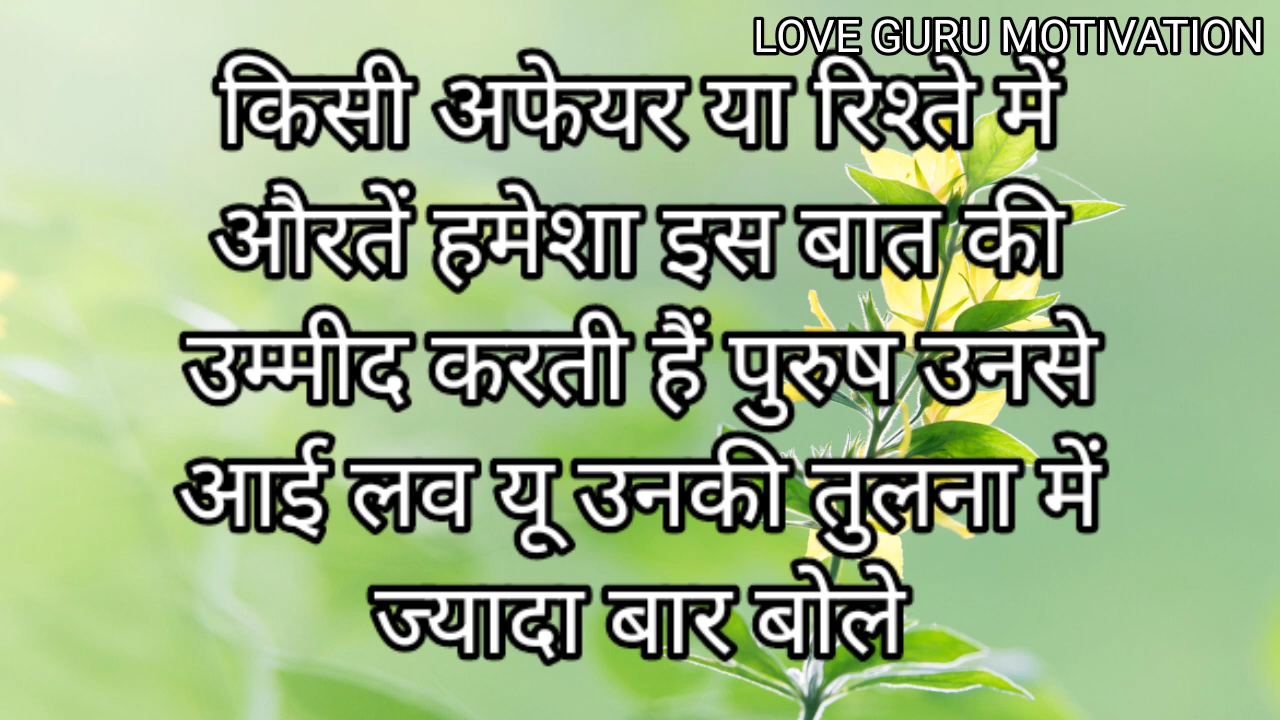 LOVE GURU MOTIVATION
किसी अफेयर या रिश्ते में
औरतें हमेशा इस बात की
उम्मीद करती हैं पुरुष उनसे
आई लव यू उनकी तुलना में
ज्यादा बार बोले